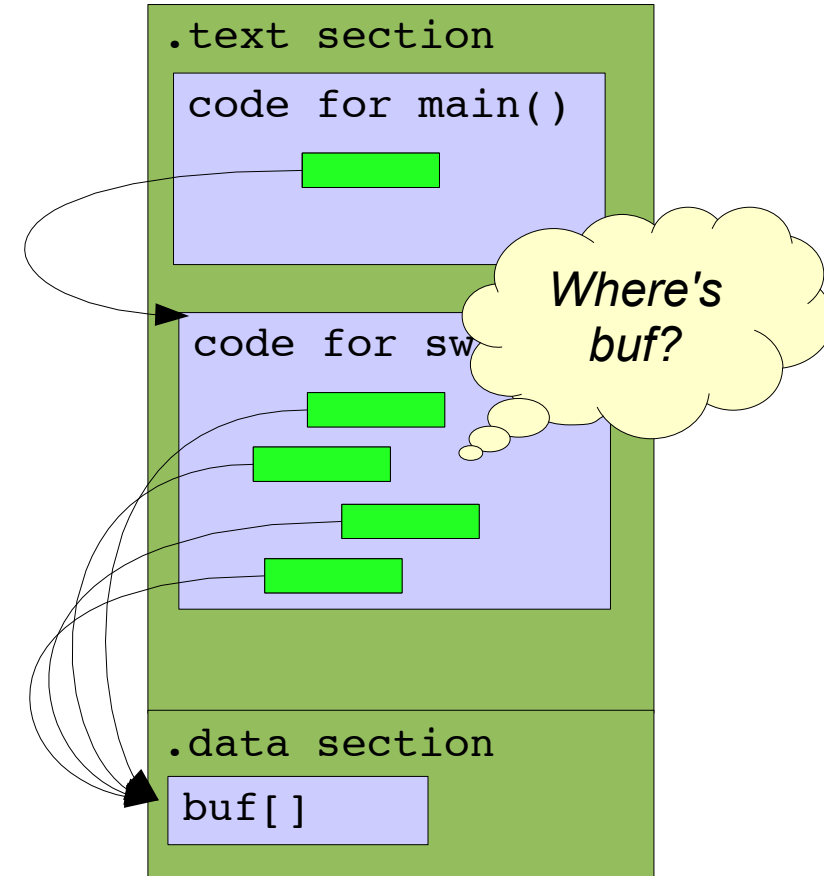 .text section
code for main()
code for sw
Where's
buf?
.data section
buf[]